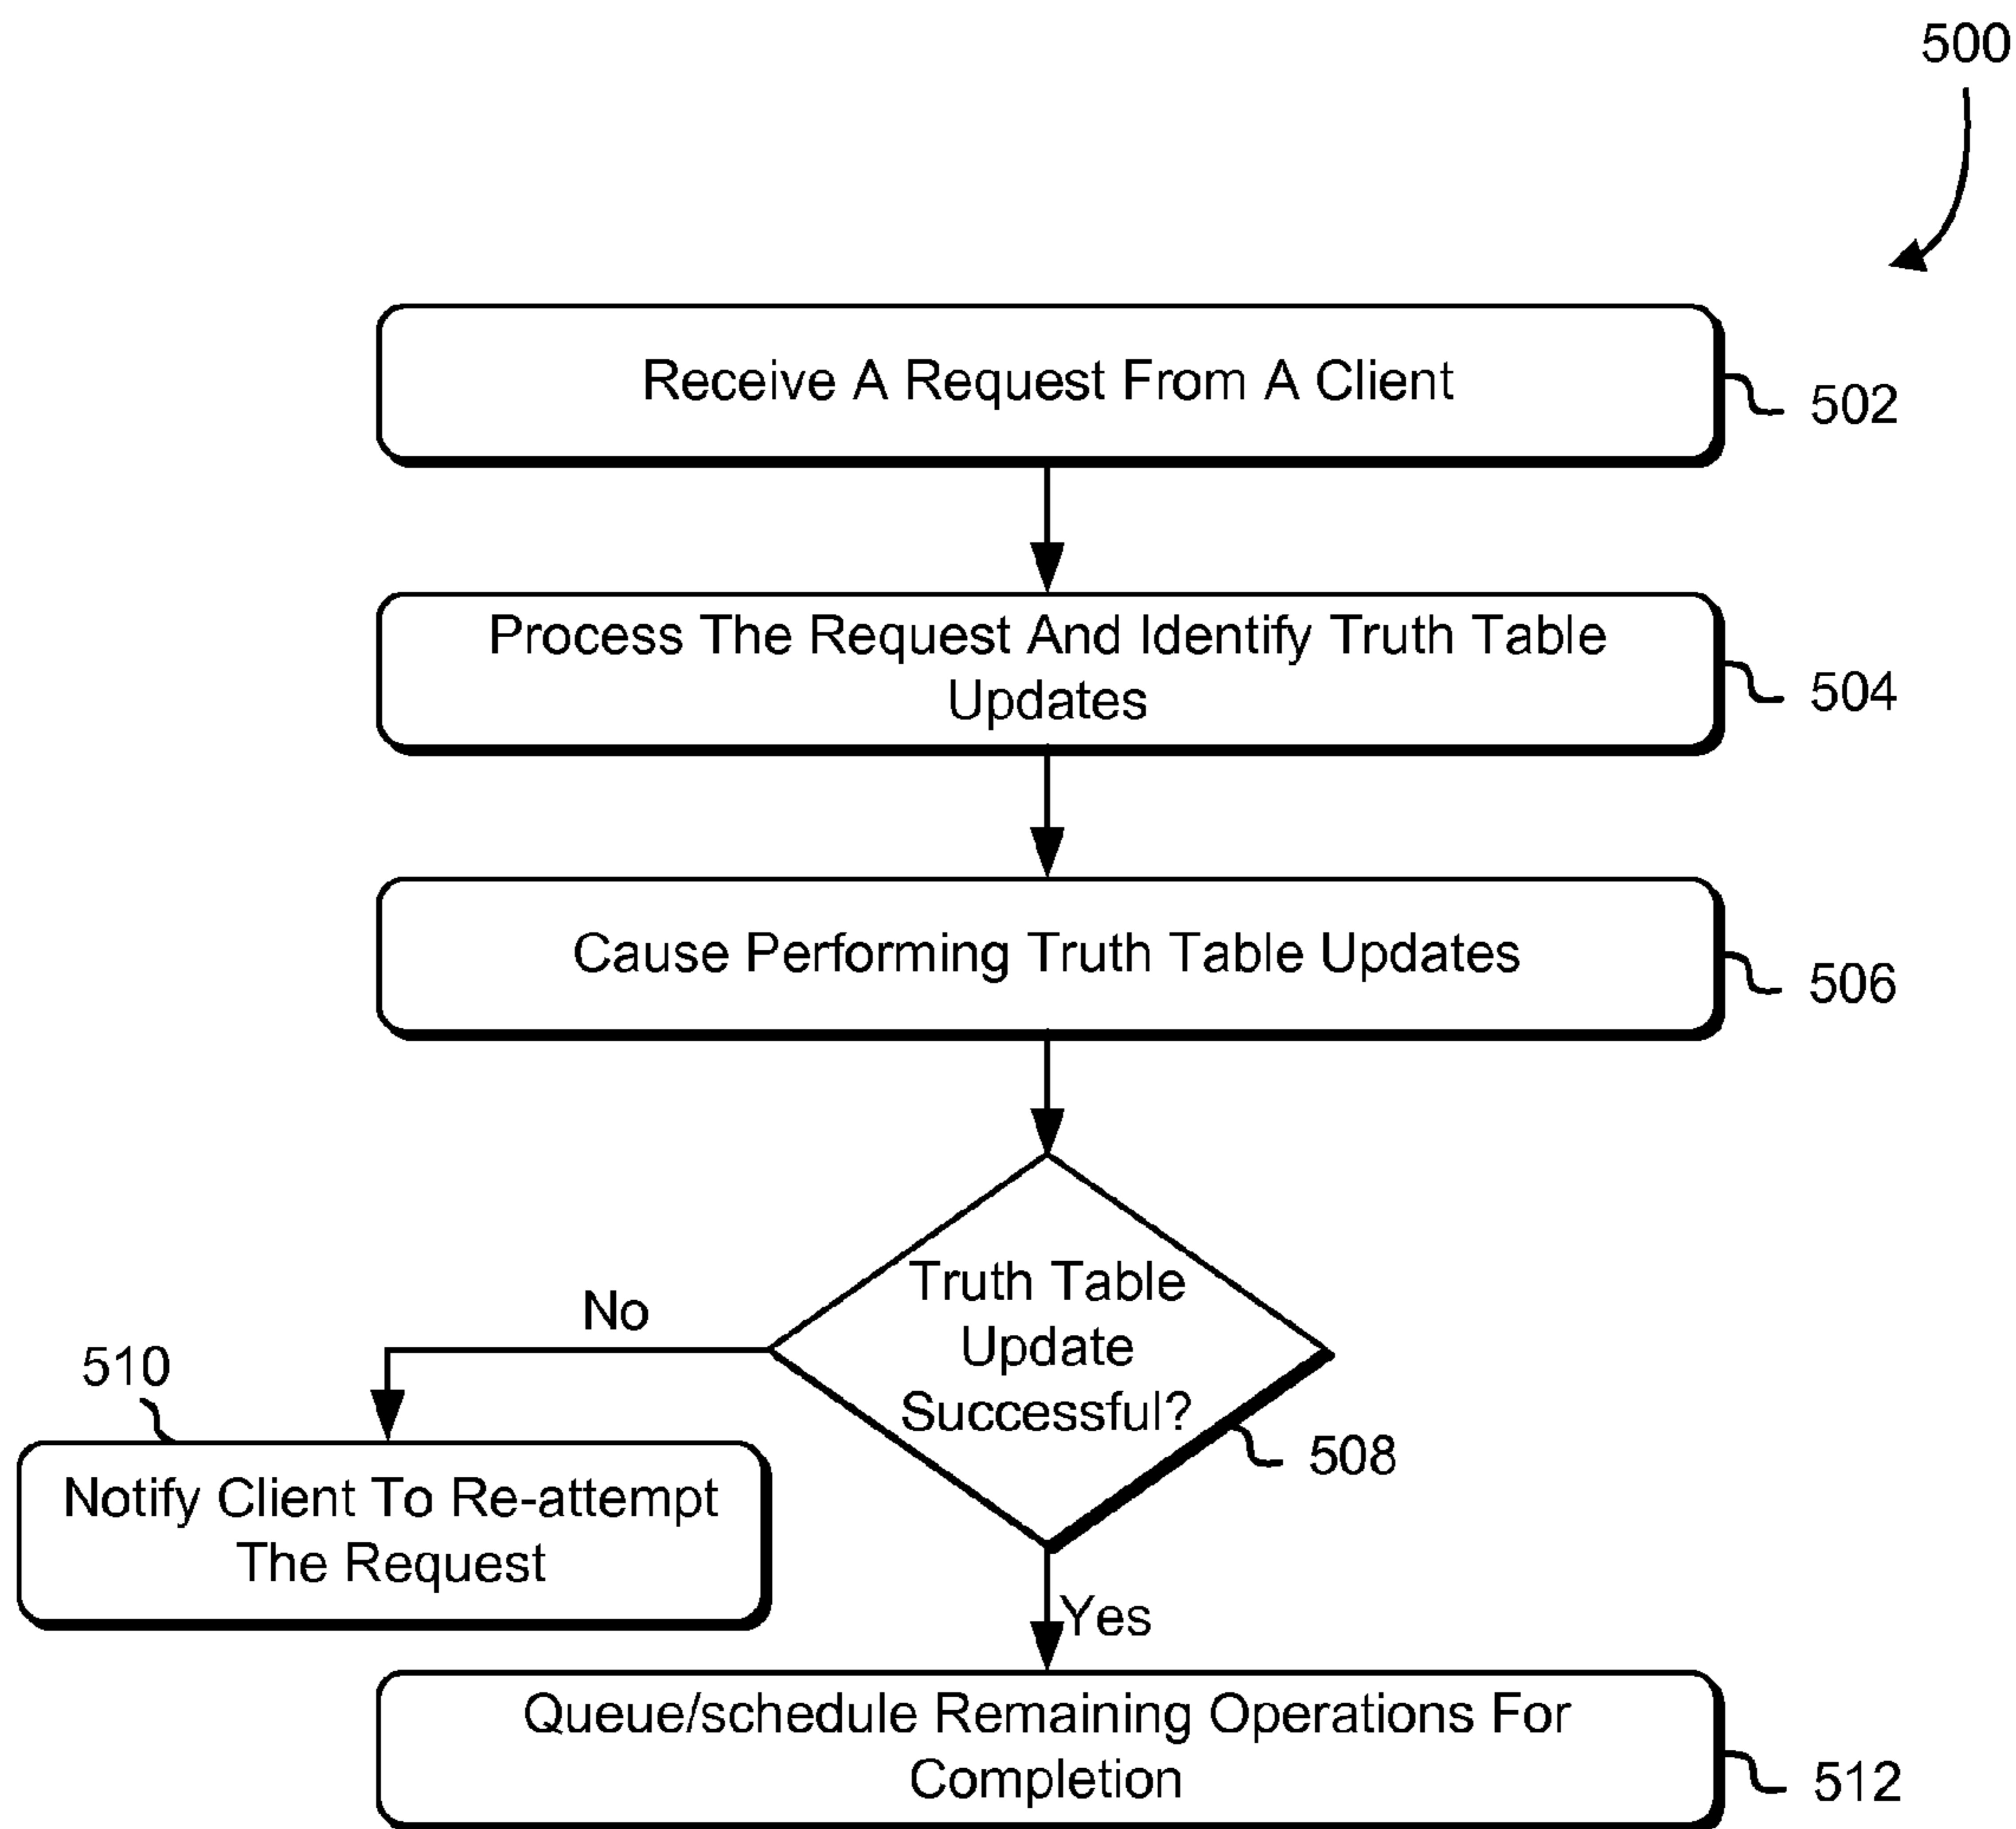 500
Receive A Request From A Client
502
Process The Request And Identify Truth Table
Updates
504
Cause Performing Truth Table Updates
506
Truth Table
Update
Successful?
508
No
510
Notify Client To Re-attempt
The Request
Yes
Queue/schedule Remaining Operations For
Completion
512